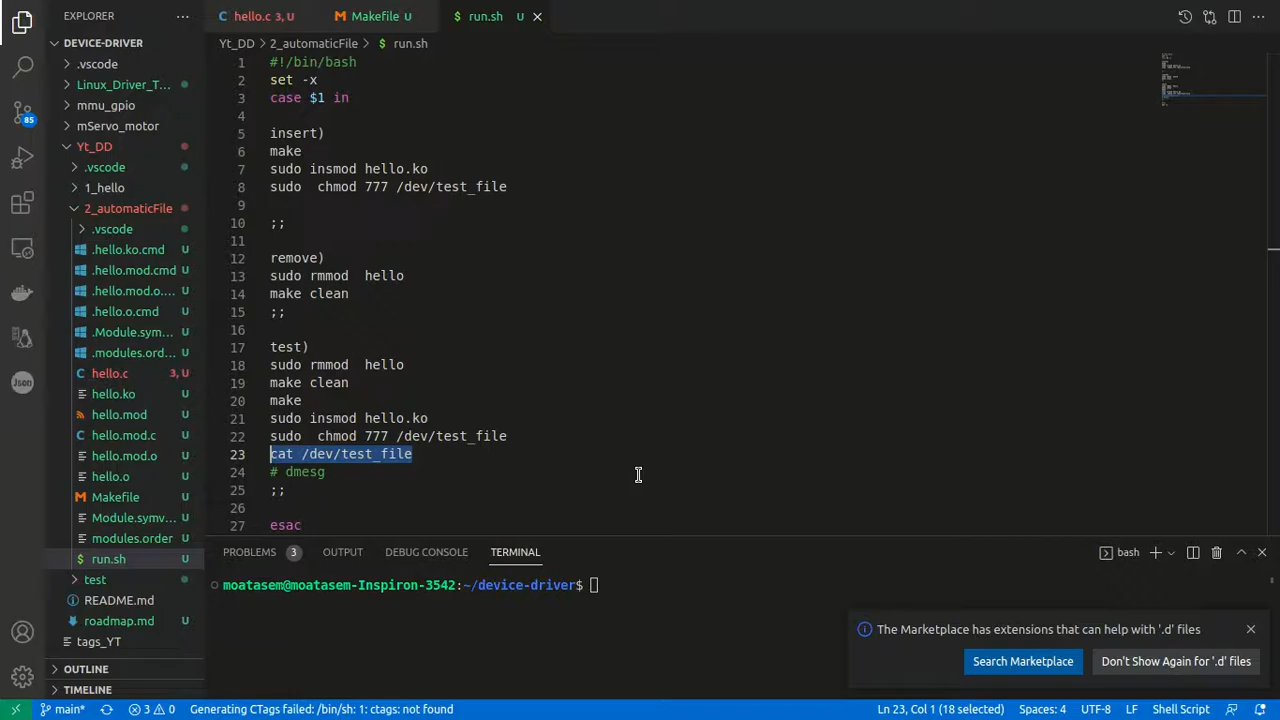 EXPLORER
DEVICE-DRIVER
.vscode
Linux_Driver_T...
mmu_gpio
mServo_motor
Yt_DD
.vscode
1_hello
2_automaticFile
.vscode
.hello.ko.cmd U
.hello.mod.cmd U
.hello.mod.o.... U
.hello.o.cmd U
.Module.sym... U
.modules.ord... U
hello.c 3, U
hello.ko U
hello.mod U
hello.mod.c U
hello.mod.o U
hello.o U
Makefile U
Module.symv... U
modules.order U
run.sh U
test
README.md
roadmap.md U
tags_YT
OUTLINE
TIMELINE
85
Json
hello.c 3, U
Makefile U
run.sh U
Yt_DD > 2_automaticFile > $ run.sh
1 #!/bin/bash
2 set -x
3 case $1 in
4
5 insert)
6 make
7 sudo insmod hello.ko
8 sudo  chmod 777 /dev/test_file
9
10 ;;
11
12 remove)
13 sudo rmmod  hello
14 make clean
15 ;;
16
17 test)
18 sudo rmmod  hello
19 make clean
20 make
21 sudo insmod hello.ko
22 sudo  chmod 777 /dev/test_file
23 cat /dev/test_file
24 # dmesg
25 ;;
26
27 esac
PROBLEMS 3 OUTPUT DEBUG CONSOLE TERMINAL
bash
moatasem@moatasem-Inspiron-3542:~/device-driver$
The Marketplace has extensions that can help with '.d' files
Search Marketplace
Don't Show Again for '.d' files
main* 3 0 Generating CTags failed: /bin/sh: 1: ctags: not found
Ln 23, Col 1 (18 selected) Spaces: 4 UTF-8 LF Shell Script